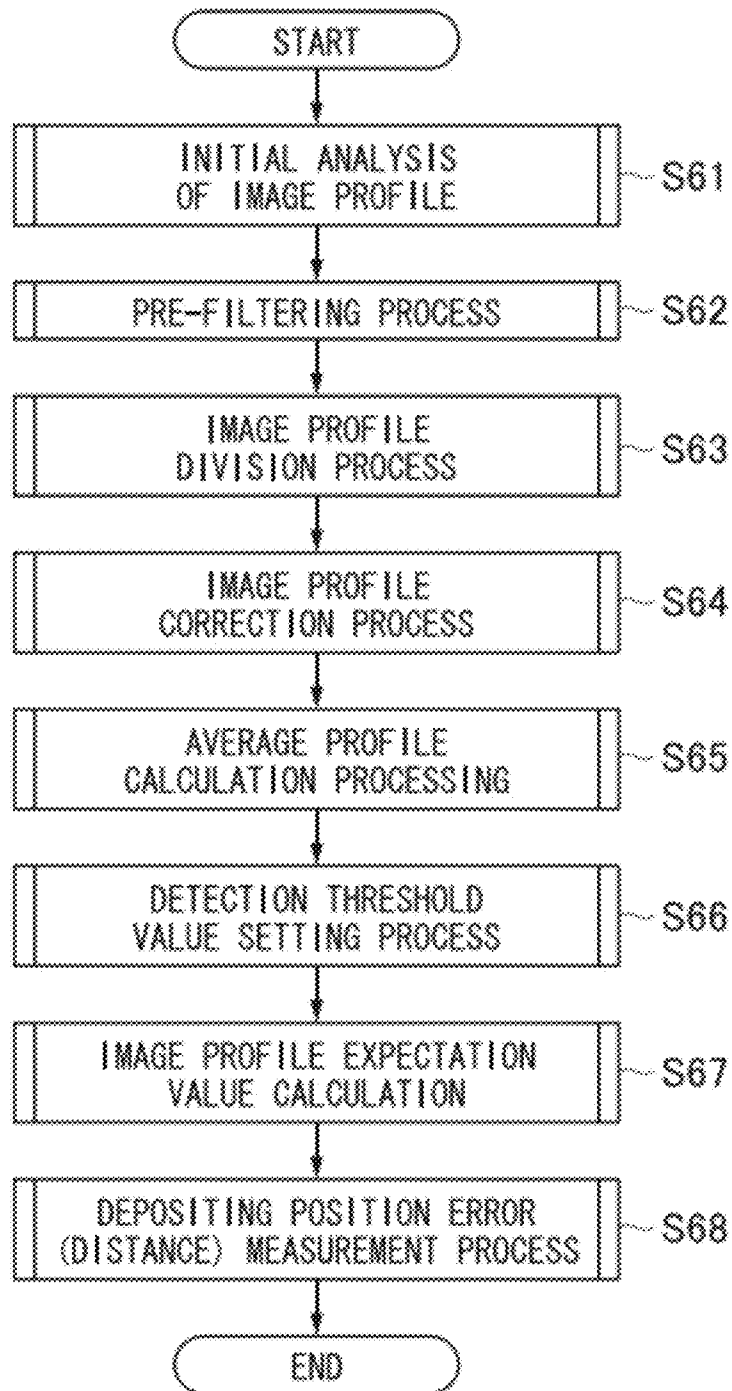 START
INITIAL ANALYSIS
OF IMAGE PROFILE
S61
PRE-FILTERING PROCESS
S62
IMAGE PROFILE
DIVISION PROCESS
S63
IMAGE PROFILE
CORRECTION PROCESS
S64
AVERAGE PROFILE
CALCULATION PROCESSING
S65
DETECTION THRESHOLD
VALUE SETTING PROCESS
S66
IMAGE PROFILE EXPECTATION
VALUE CALCULATION
S67
DEPOSITING POSITION ERROR
(DISTANCE) MEASUREMENT PROCESS
S68
END